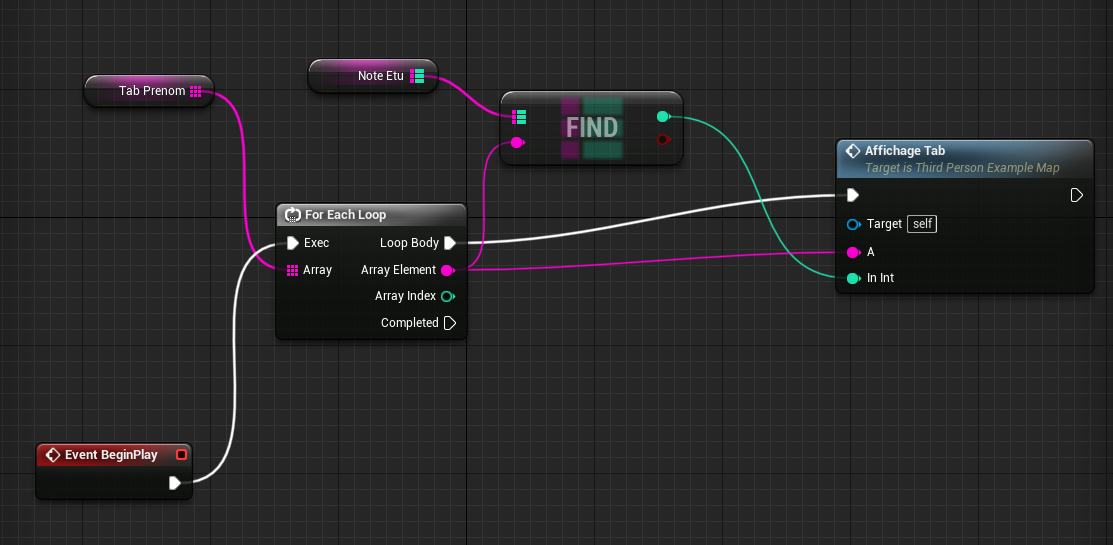 Tab Prenom
Note Etu
FIND
Affichage Tab
Target is Third Person Example Map
Target self
A
In Int
For Each Loop
Exec Loop Body
Array Array Element
Array Index
Completed
Event BeginPlay